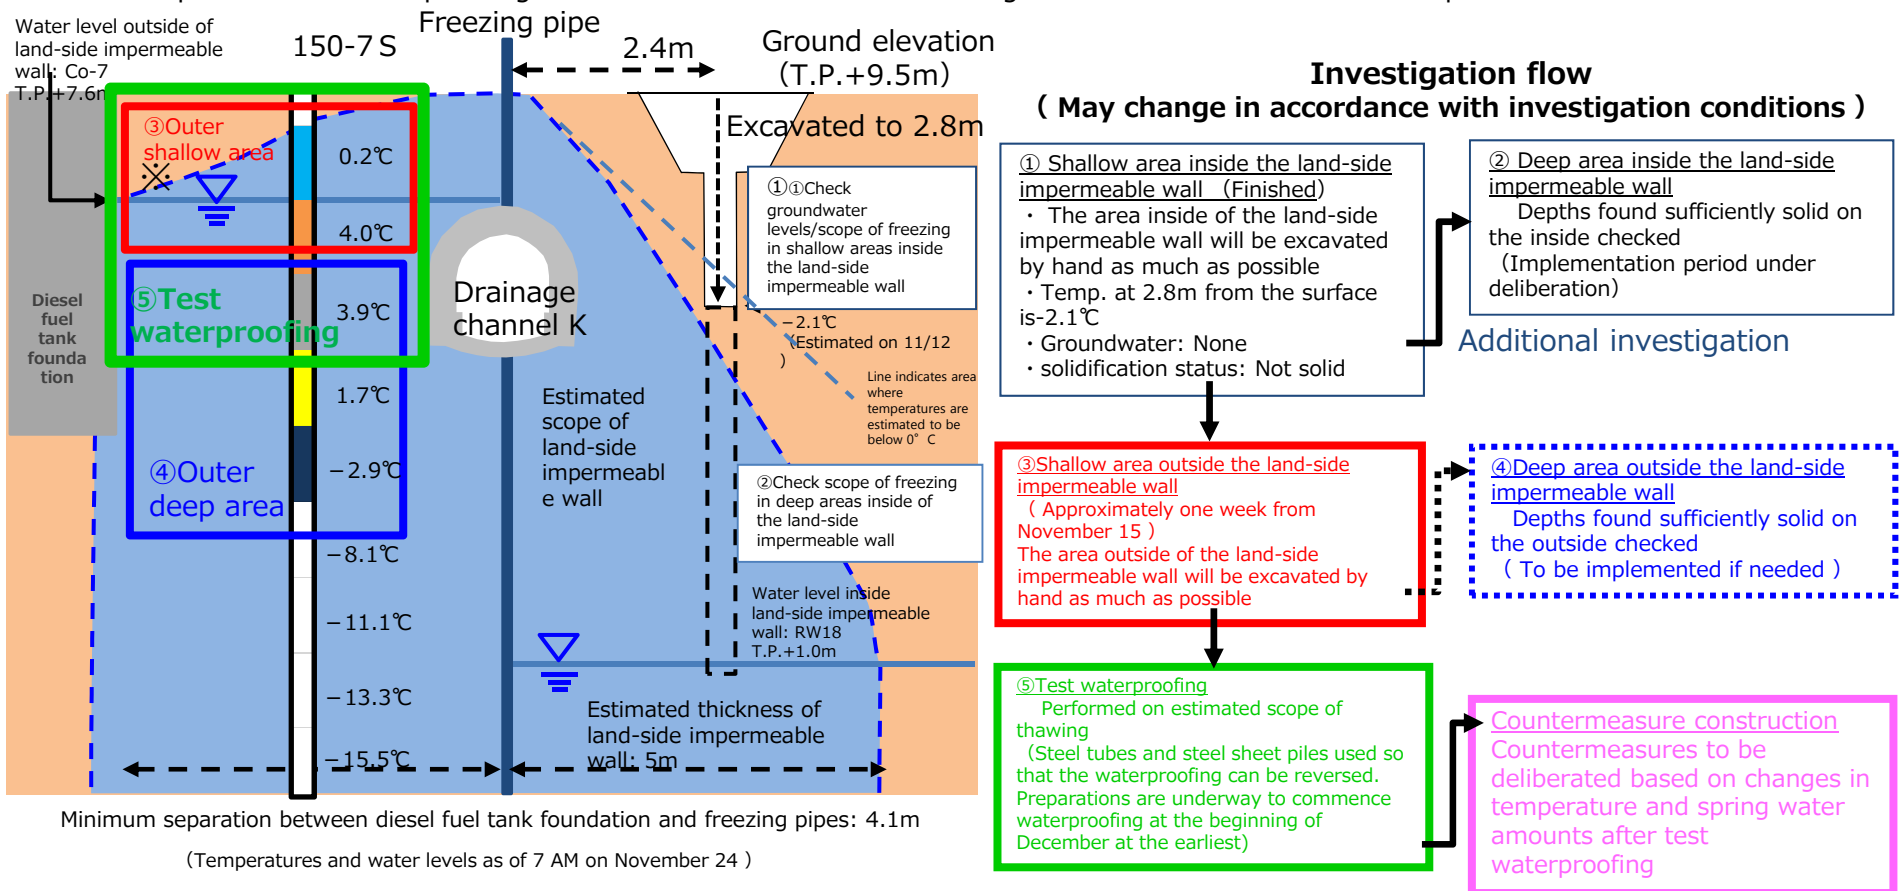 Water level outside of
land-side impermeable
wall: Co-7
T.P.+7.6m
150-7 S
Freezing pipe
2.4m
Ground elevation
（T.P.+9.5m）
Excavated to 2.8m
③Outer
shallow area
※
0.2℃
4.0℃
3.9℃
1.7℃
−2.9℃
−8.1℃
−11.1℃
−13.3℃
−15.5℃
⑤Test
waterproofing
④Outer
deep area
Diesel
fuel
tank
founda
tion
Drainage
channel K
Estimated
scope of
land-side
impermeabl
e wall
①①Check
groundwater
levels/scope of freezing
in shallow areas inside
the land-side
impermeable wall
−2.1℃
（Estimated on 11/12
）
Line indicates area
where
temperatures are
estimated to be
below 0° C
②Check scope of freezing
in deep areas inside of
the land-side
impermeable wall
Water level inside
land-side impermeable
wall: RW18
T.P.+1.0m
Estimated thickness of
land-side impermeable
wall: 5m
Minimum separation between diesel fuel tank foundation and freezing pipes: 4.1m
（Temperatures and water levels as of 7 AM on November 24 ）
Investigation flow
（ May change in accordance with investigation conditions ）
① Shallow area inside the land-side
impermeable wall （Finished）
・ The area inside of the land-side
impermeable wall will be excavated
by hand as much as possible
・Temp. at 2.8m from the surface
is-2.1℃
・Groundwater: None
・solidification status: Not solid
② Deep area inside the land-side
impermeable wall
Depths found sufficiently solid on
the inside checked
（Implementation period under
deliberation）
Additional investigation
③Shallow area outside the land-side
impermeable wall
（ Approximately one week from
November 15 ）
The area outside of the land-side
impermeable wall will be excavated by
hand as much as possible
④Deep area outside the land-side
impermeable wall
Depths found sufficiently solid on
the outside checked
（ To be implemented if needed ）
⑤Test waterproofing
Performed on estimated scope of
thawing
（Steel tubes and steel sheet piles used so
that the waterproofing can be reversed.
Preparations are underway to commence
waterproofing at the beginning of
December at the earliest）
Countermeasure construction
Countermeasures to be
deliberated based on changes in
temperature and spring water
amounts after test
waterproofing